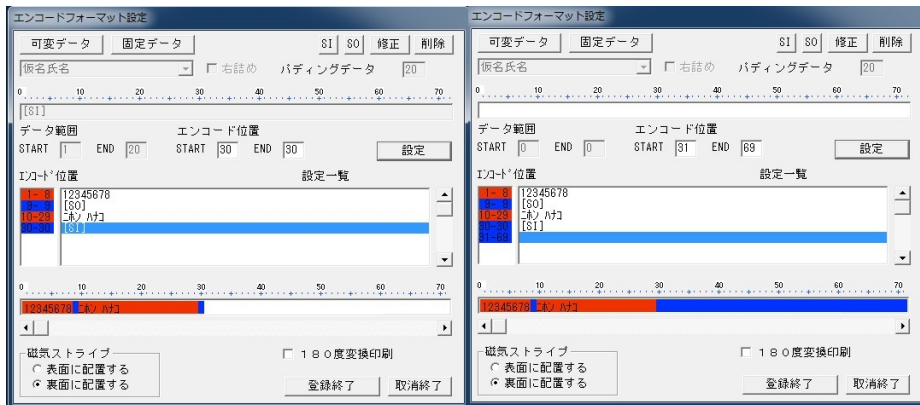 エンコードフォーマット設定
可変データ 固定データ SI SO 修正 削除
仮名氏名 右詰め パディングデータ 20
0 10 20 30 40 50 60 70
[SI]
データ範囲 エンコード位置
START 1 END 20 START 30 END 30 設定
エンコード位置 設定一覧
1- 8 12345678
9- 9 [SO]
10-29 ニホン ハナコ
30-30 [SI]
0 10 20 30 40 50 60 70
12345678 ニホン ハナコ
磁気ストライプ
表面に配置する
裏面に配置する
180度変換印刷
登録終了 取消終了
エンコードフォーマット設定
可変データ 固定データ SI SO 修正 削除
仮名氏名 右詰め パディングデータ 20
0 10 20 30 40 50 60 70
データ範囲 エンコード位置
START 0 END 0 START 31 END 69 設定
エンコード位置 設定一覧
1- 8 12345678
9- 9 [SO]
10-29 ニホン ハナコ
30-30 [SI]
31-69
0 10 20 30 40 50 60 70
12345678 ニホン ハナコ
磁気ストライプ
表面に配置する
裏面に配置する
180度変換印刷
登録終了 取消終了